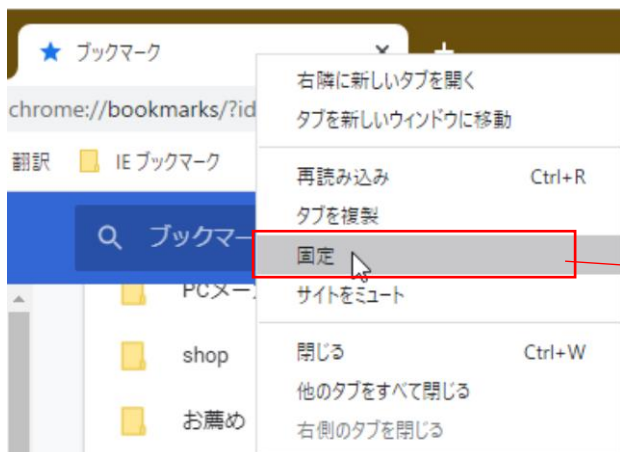 ブックマーク
右隣に新しいタブを開く
chrome://bookmarks/?id
タブを新しいウィンドウに移動
翻訳 IE ブックマーク
再読み込み Ctrl+R
タブを複製
ブックマー
固定
PCメー
サイトをミュート
shop
閉じる Ctrl+W
他のタブをすべて閉じる
お薦め
右側のタブを閉じる